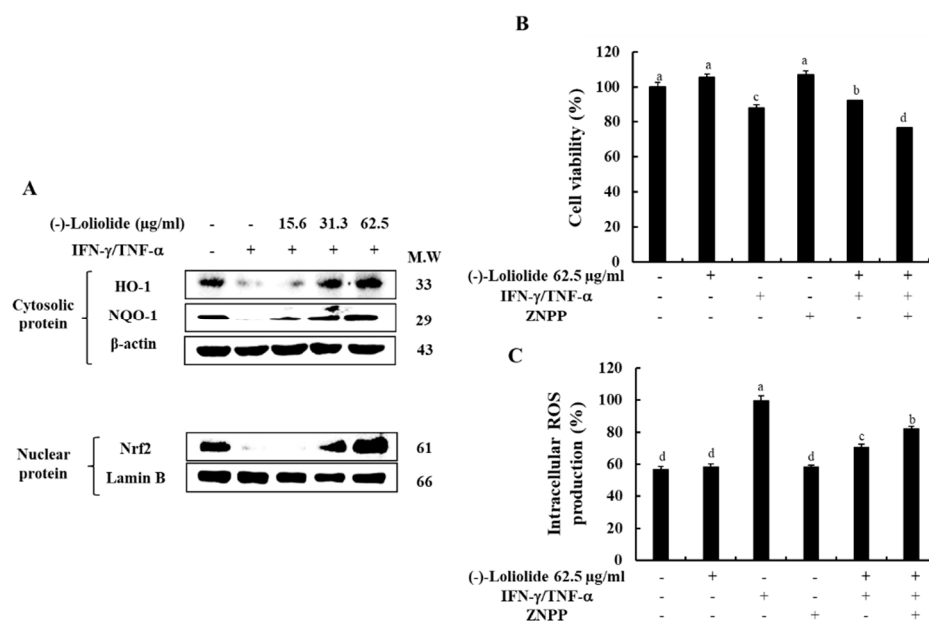 A
(-)-Loliolide (µg/ml) - - 15.6 31.3 62.5
IFN-γ/TNF-α - + + + +
M.W
Cytosolic protein
HO-1 33
NQO-1 29
β-actin 43
Nuclear protein
Nrf2 61
Lamin B 66
B
Cell viability (%)
120
100
80
60
40
20
0
a a c a b d
(-)-Loliolide 62.5 µg/ml - + - - + +
IFN-γ/TNF-α - - + - + +
ZNPP - - - + - +
C
Intracellular ROS production (%)
120
100
80
60
40
20
0
d d a d c b
(-)-Loliolide 62.5 µg/ml - + - - + +
IFN-γ/TNF-α - - + - + +
ZNPP - - - + - +